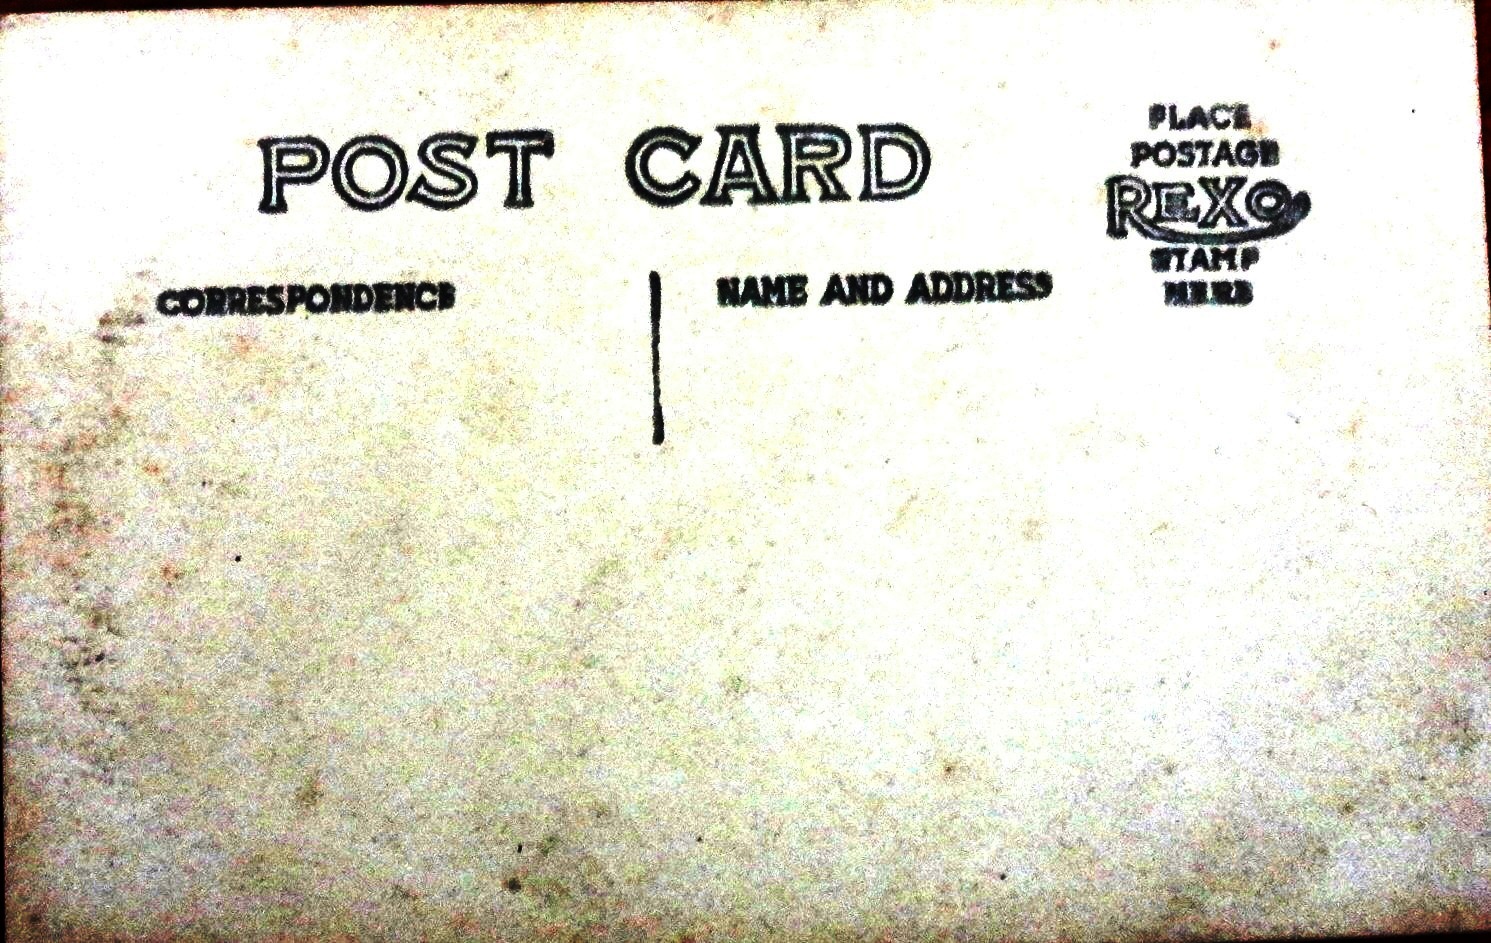 POST CARD
CORRESPONDENCE
NAME AND ADDRESS
PLACE
POSTAGE
REXO
STAMP
HERE